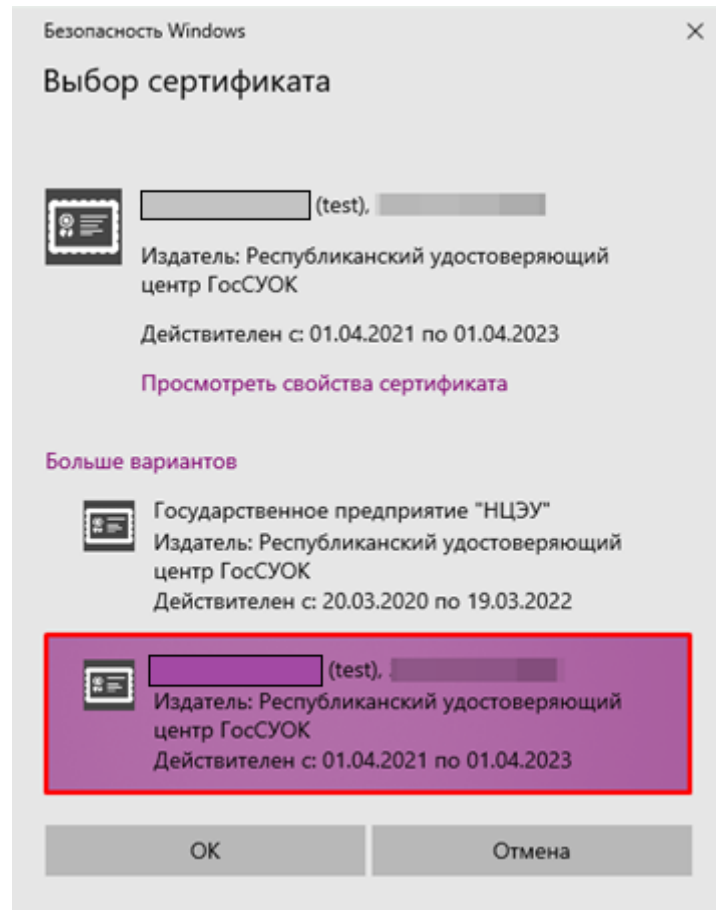 Безопасность Windows
Выбор сертификата
(test),
Издатель: Республиканский удостоверяющий
центр ГосСУОК
Действителен с: 01.04.2021 по 01.04.2023
Просмотреть свойства сертификата
Больше вариантов
Государственное предприятие "НЦЭУ"
Издатель: Республиканский удостоверяющий
центр ГосСУОК
Действителен с: 20.03.2020 по 19.03.2022
(test),
Издатель: Республиканский удостоверяющий
центр ГосСУОК
Действителен с: 01.04.2021 по 01.04.2023
ОК
Отмена